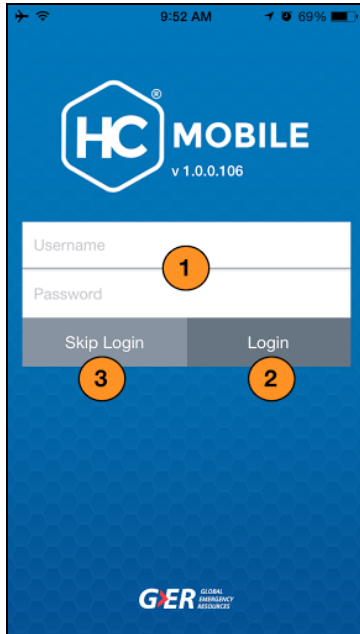 9:52 AM 69%
HC ® MOBILE
v 1.0.0.106
Username
1
Password
Skip Login Login
3 2
GER GLOBAL
EMERGENCY
RESOURCES